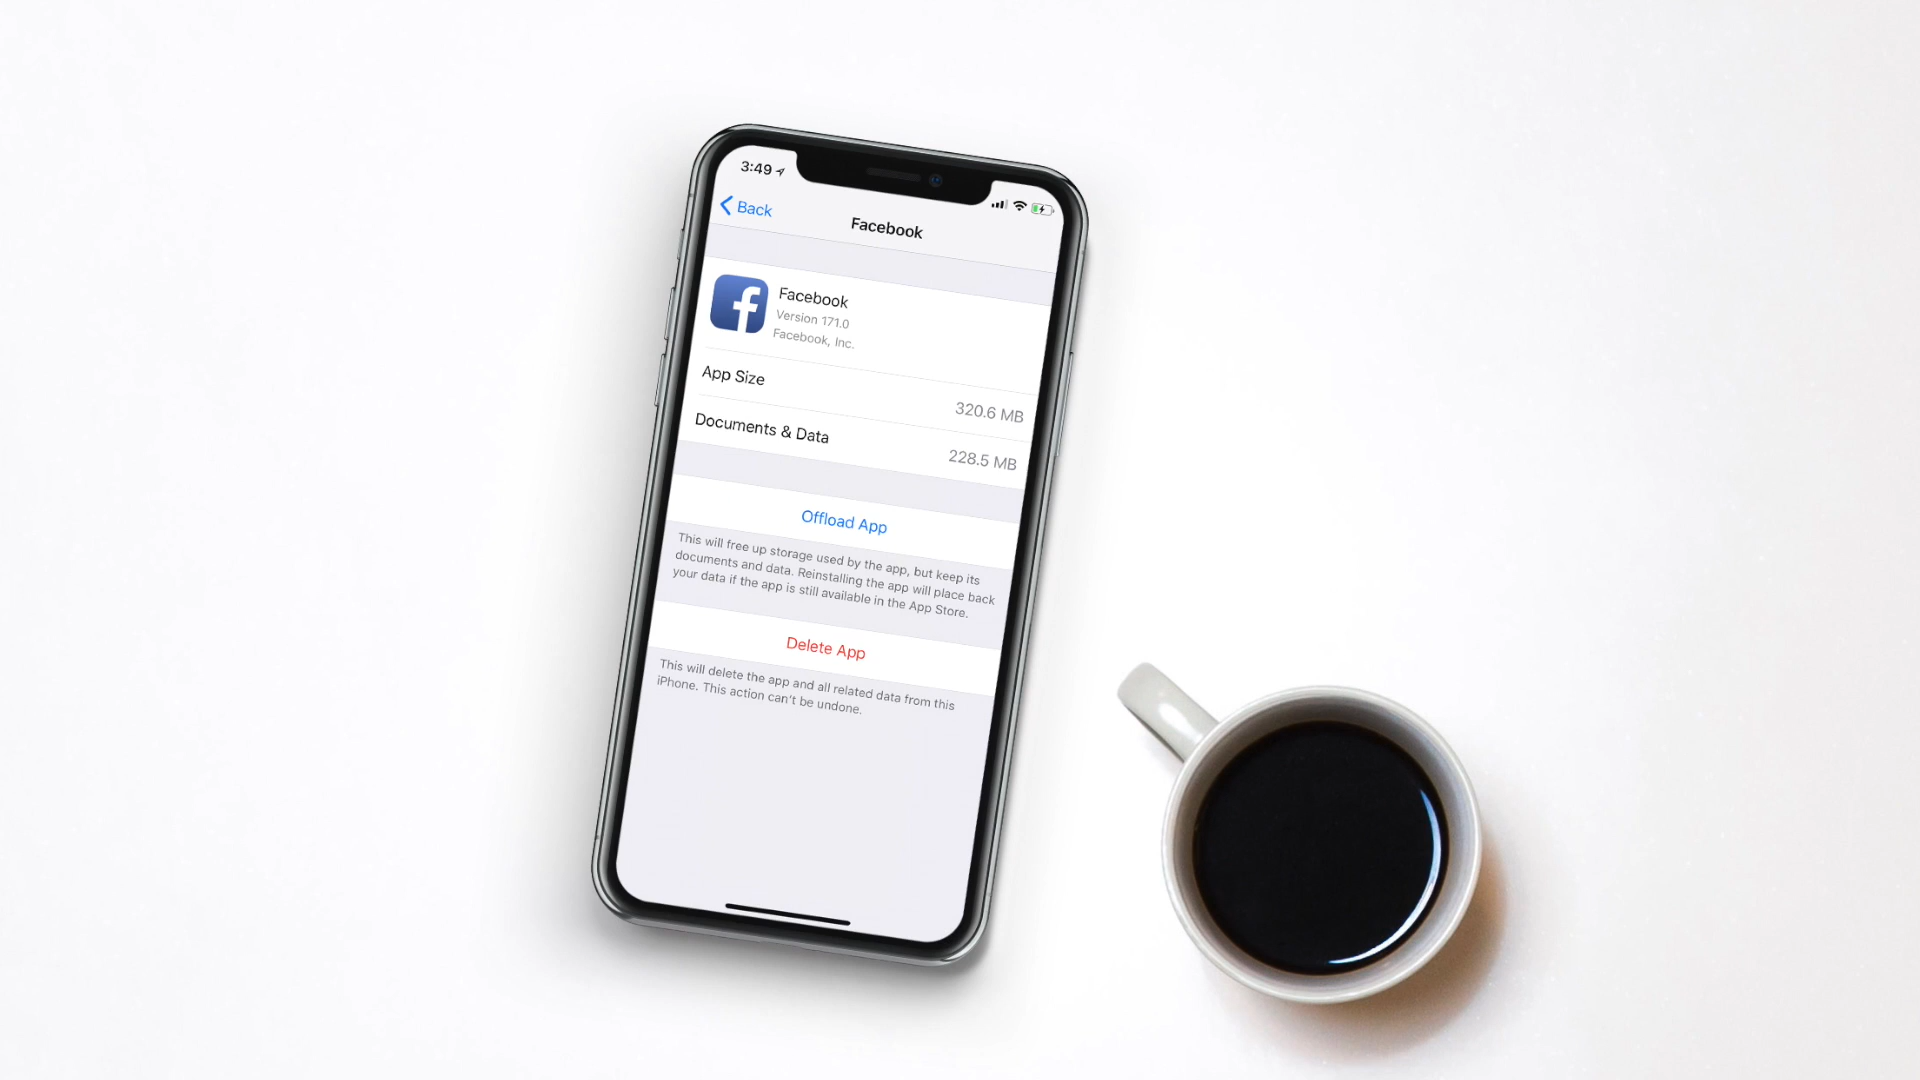 3:49
Back
Facebook
Facebook
Version 171.0
Facebook, Inc.
App Size
320.6 MB
Documents & Data
228.5 MB
Offload App
This will free up storage used by the app, but keep its
documents and data. Reinstalling the app will place back
your data if the app is still available in the App Store.
Delete App
This will delete the app and all related data from this
iPhone. This action can't be undone.